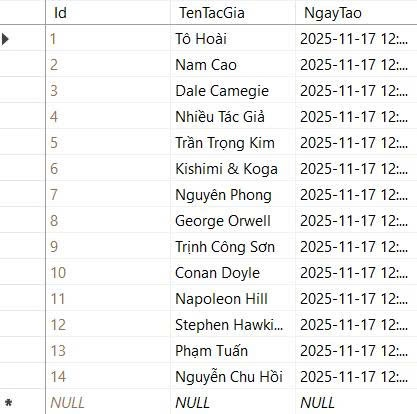 Id TenTacGia NgayTao
1 Tô Hoài 2025-11-17 12:...
2 Nam Cao 2025-11-17 12:...
3 Dale Carnegie 2025-11-17 12:...
4 Nhiều Tác Giả 2025-11-17 12:...
5 Trần Trọng Kim 2025-11-17 12:...
6 Kishimi & Koga 2025-11-17 12:...
7 Nguyên Phong 2025-11-17 12:...
8 George Orwell 2025-11-17 12:...
9 Trịnh Công Sơn 2025-11-17 12:...
10 Conan Doyle 2025-11-17 12:...
11 Napoleon Hill 2025-11-17 12:...
12 Stephen Hawki... 2025-11-17 12:...
13 Phạm Tuấn 2025-11-17 12:...
14 Nguyễn Chu Hồi 2025-11-17 12:...
* NULL NULL NULL